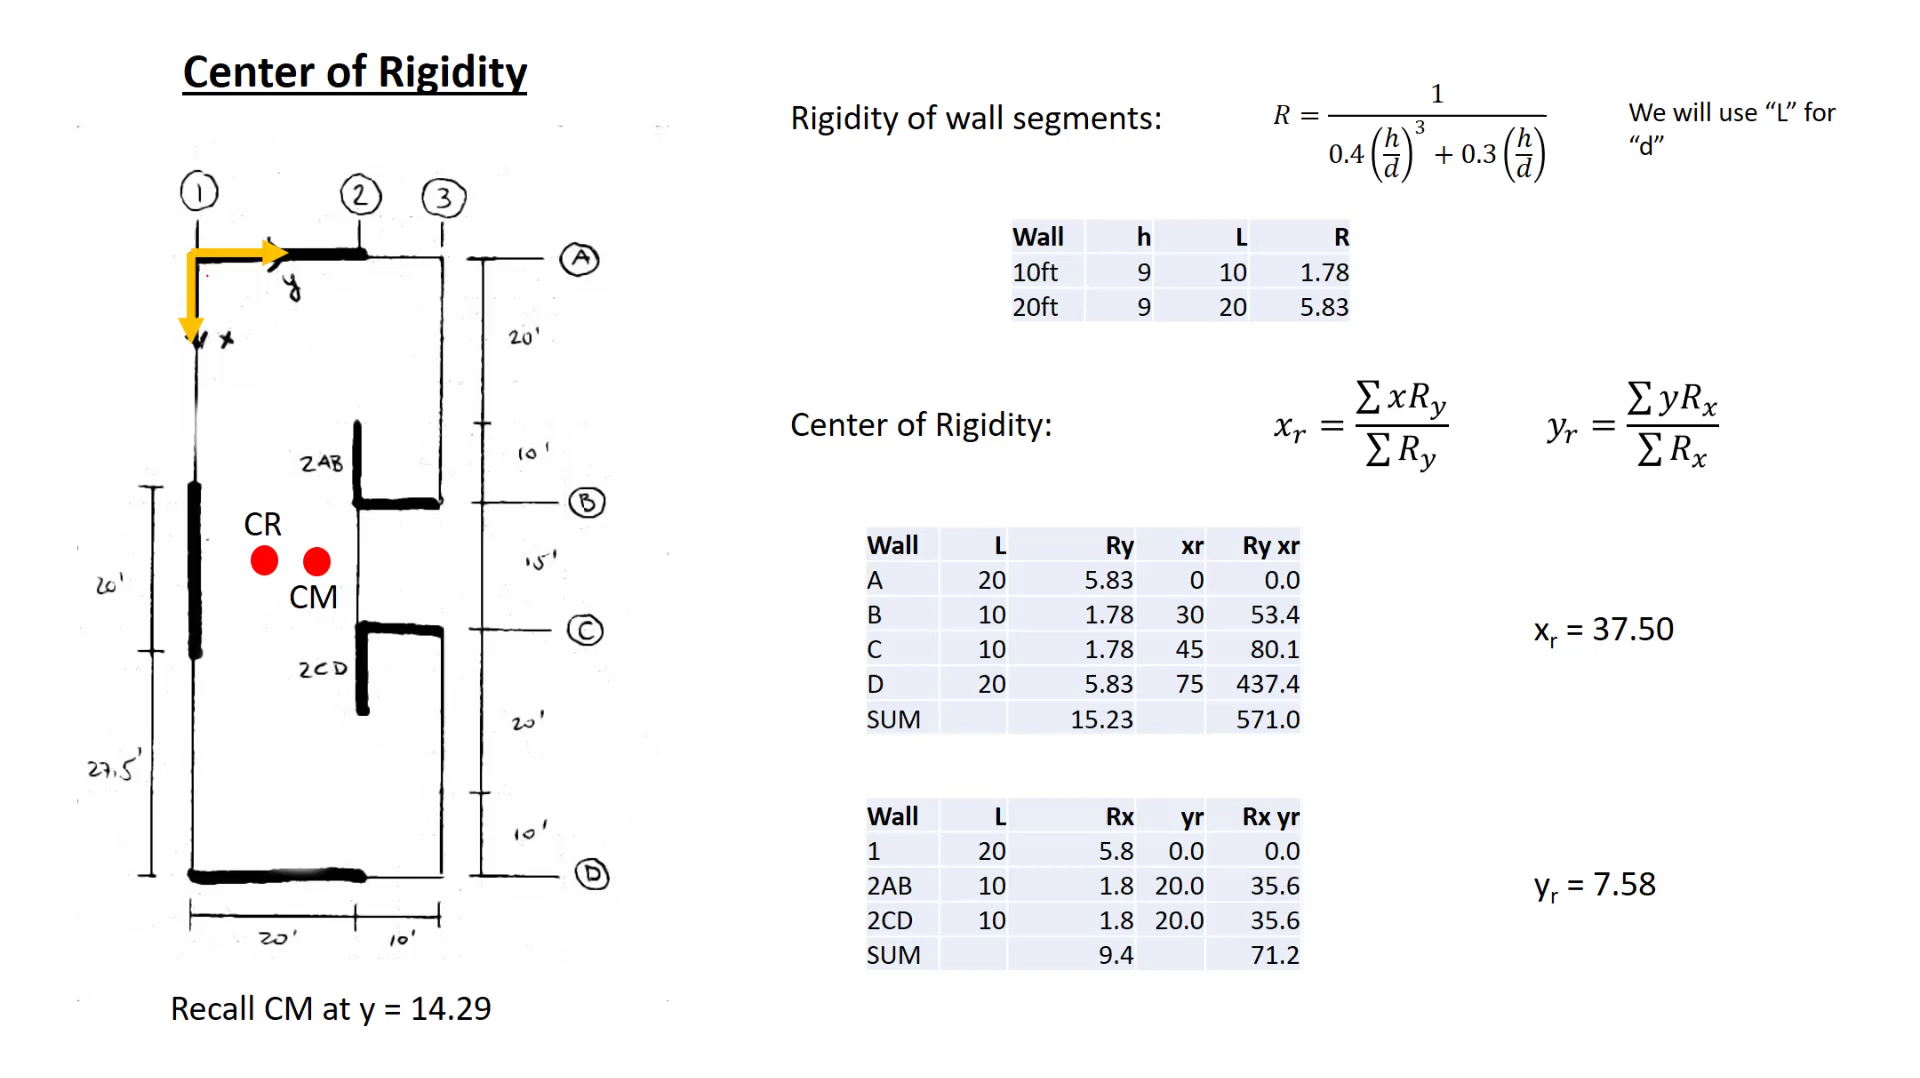 Center of Rigidity
1 2 3
A
y
x
20'
2AB
10'
B
CR
CM
20'
15'
C
2CD
20'
27.5'
10'
D
20' 10'
Recall CM at y = 14.29
Rigidity of wall segments:
R = 1 / (0.4 (h/d)^3 + 0.3 (h/d))
We will use “L” for
“d”
Wall h L R
10ft 9 10 1.78
20ft 9 20 5.83
Center of Rigidity:
x_r = ∑ xR_y / ∑ R_y
y_r = ∑ yR_x / ∑ R_x
Wall L Ry xr Ry xr
A 20 5.83 0 0.0
B 10 1.78 30 53.4
C 10 1.78 45 80.1
D 20 5.83 75 437.4
SUM 15.23 571.0
x_r = 37.50
Wall L Rx yr Rx yr
1 20 5.8 0.0 0.0
2AB 10 1.8 20.0 35.6
2CD 10 1.8 20.0 35.6
SUM 9.4 71.2
y_r = 7.58